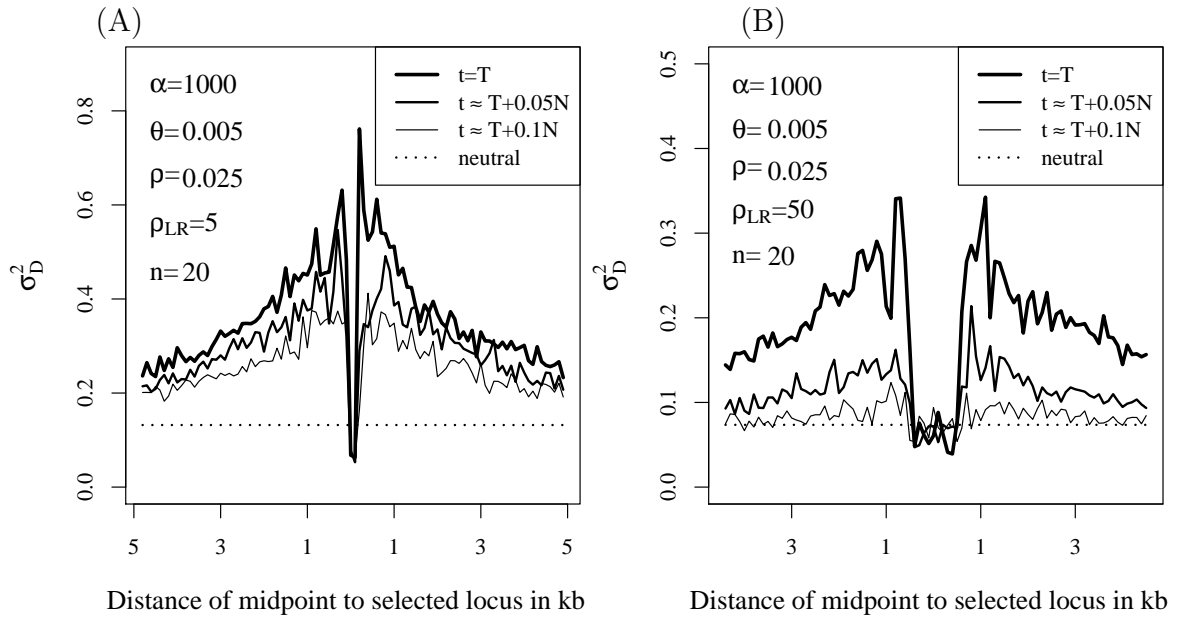 (A)
α=1000
θ=0.005
ρ=0.025
ρLR=5
n=20
t=T
t ≈ T+0.05N
t ≈ T+0.1N
neutral
0.8
0.6
0.4
0.2
0.0
σ²D
5 3 1 1 3 5
Distance of midpoint to selected locus in kb
(B)
α=1000
θ=0.005
ρ=0.025
ρLR=50
n=20
t=T
t ≈ T+0.05N
t ≈ T+0.1N
neutral
0.5
0.4
0.3
0.2
0.1
0.0
σ²D
3 1 1 3
Distance of midpoint to selected locus in kb